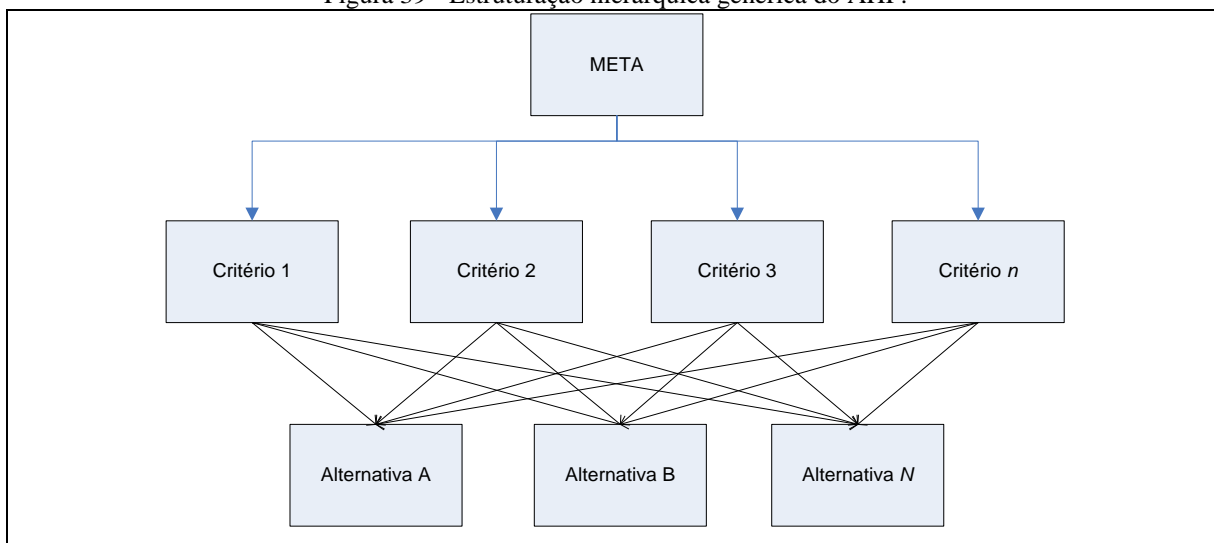 Figura 39 - Estruturação hierárquica genérica do AHP.
META
Critério 1
Critério 2
Critério 3
Critério n
Alternativa A
Alternativa B
Alternativa N